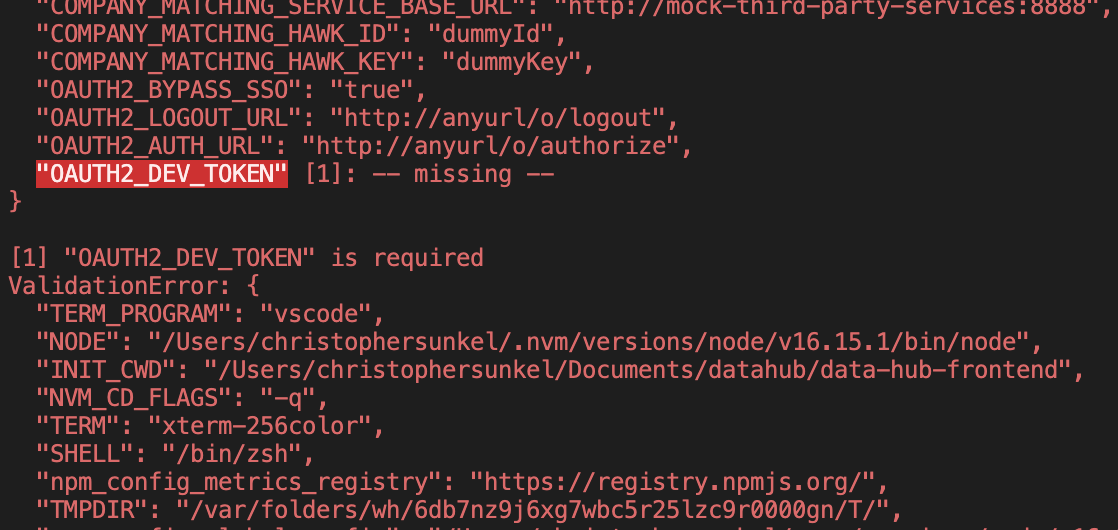 "COMPANY_MATCHING_SERVICE_BASE_URL": "http://mock-third-party-services:8888",
"COMPANY_MATCHING_HAWK_ID": "dummyId",
"COMPANY_MATCHING_HAWK_KEY": "dummyKey",
"OAUTH2_BYPASS_SSO": "true",
"OAUTH2_LOGOUT_URL": "http://anyurl/o/logout",
"OAUTH2_AUTH_URL": "http://anyurl/o/authorize",
"OAUTH2_DEV_TOKEN" [1]: -- missing --
}
[1] "OAUTH2_DEV_TOKEN" is required
ValidationError: {
"TERM_PROGRAM": "vscode",
"NODE": "/Users/christophersunkel/.nvm/versions/node/v16.15.1/bin/node",
"INIT_CWD": "/Users/christophersunkel/Documents/datahub/data-hub-frontend",
"NVM_CD_FLAGS": "-q",
"TERM": "xterm-256color",
"SHELL": "/bin/zsh",
"npm_config_metrics_registry": "https://registry.npmjs.org/",
"TMPDIR": "/var/folders/wh/6db7nz9j6xg7wbc5r25lzc9r0000gn/T/",